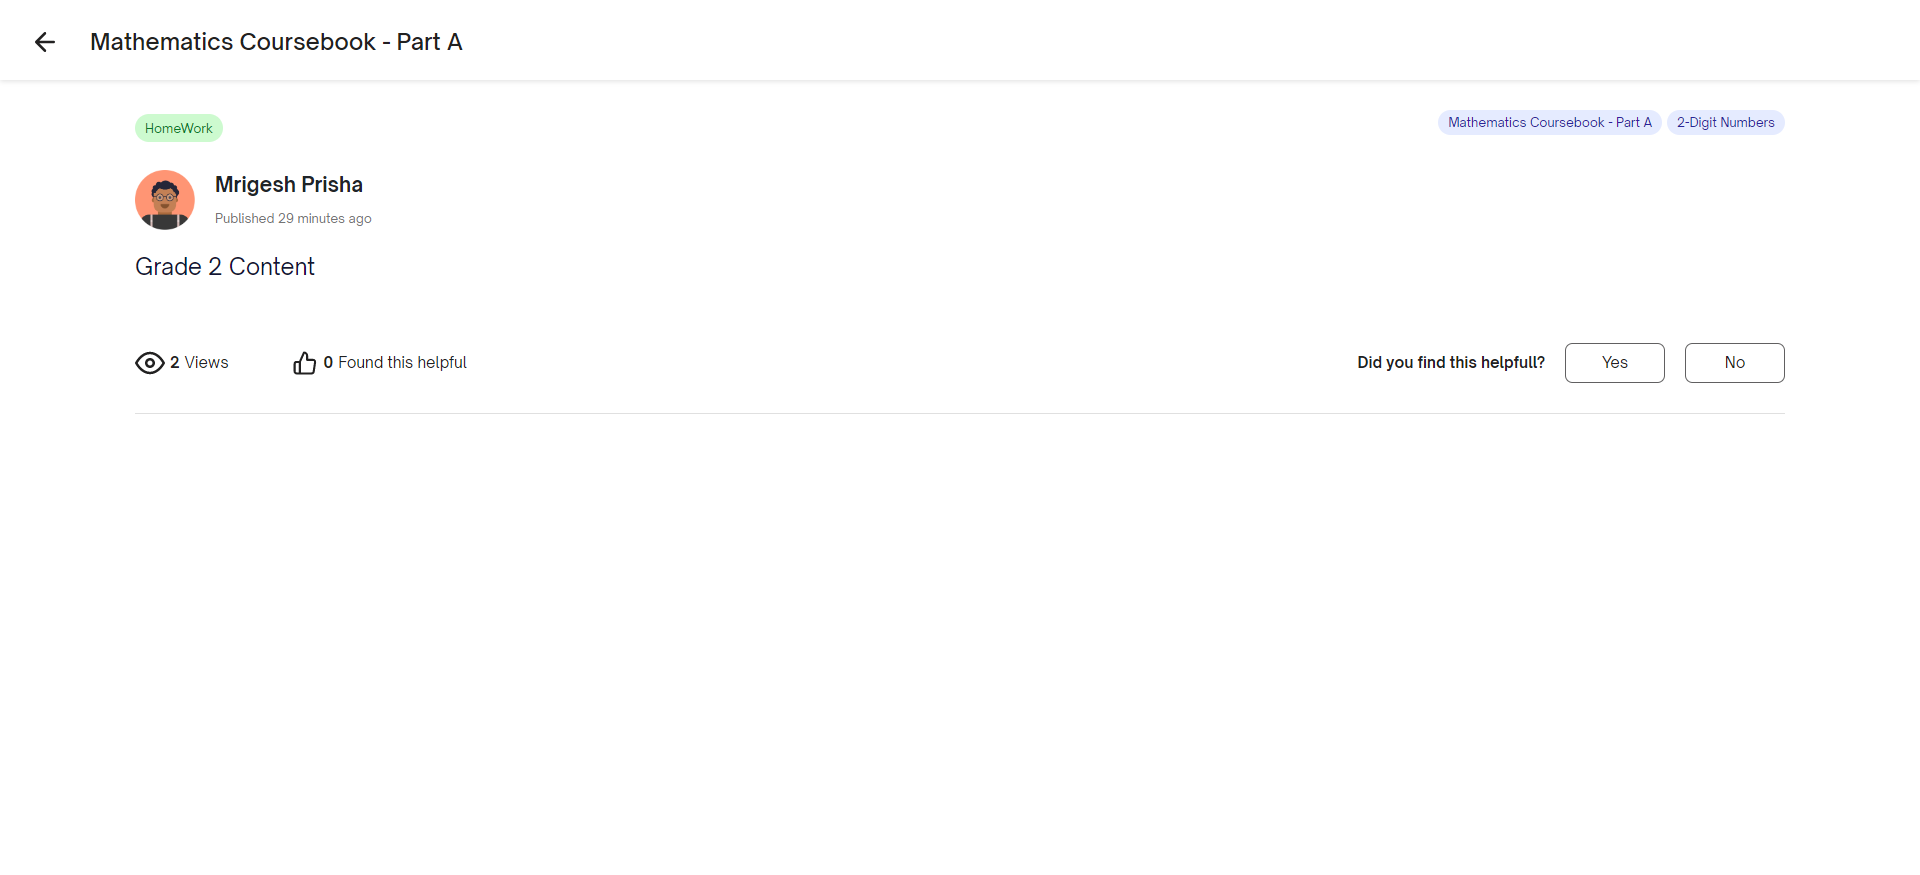 Mathematics Coursebook - Part A
HomeWork
Mathematics Coursebook - Part A
2-Digit Numbers
Mrigesh Prisha
Published 29 minutes ago
Grade 2 Content
2 Views
0 Found this helpful
Did you find this helpfull?
Yes
No